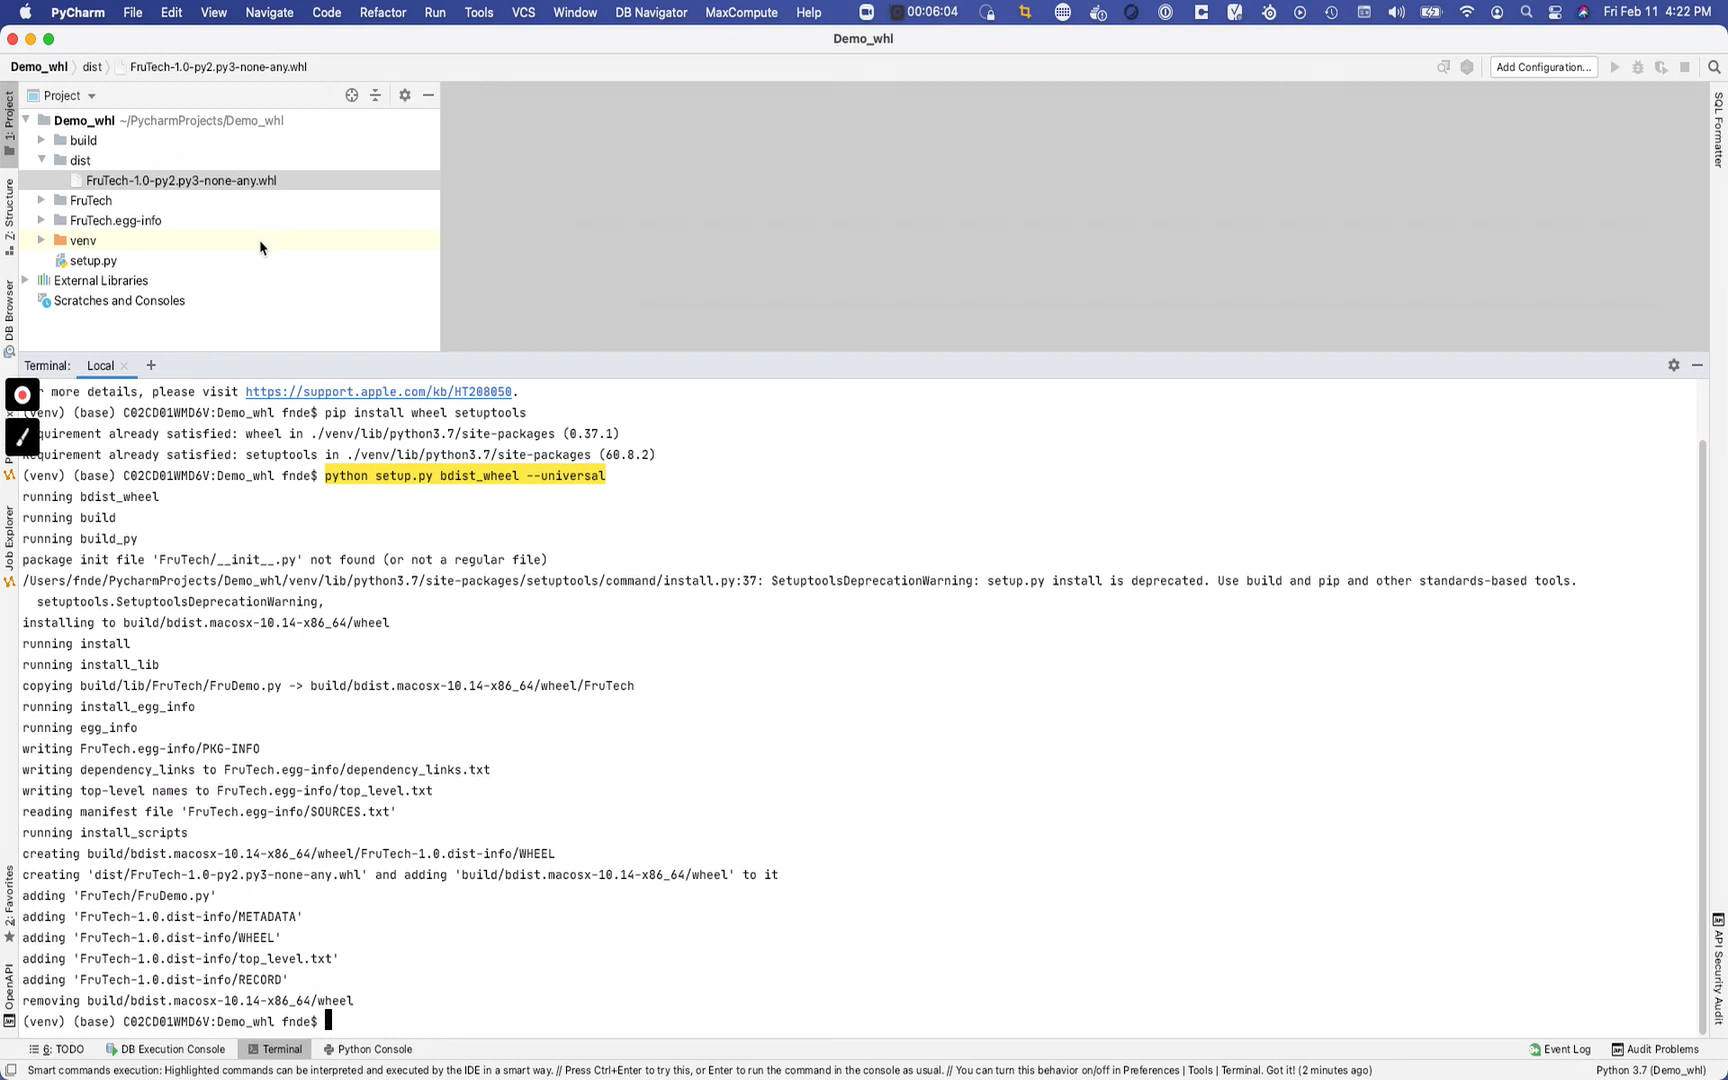 PyCharm File Edit View Navigate Code Refactor Run Tools VCS Window DB Navigator MaxCompute Help 00:06:04 Fri Feb 11 4:22 PM
Demo_whl
Demo_whl dist FruTech-1.0-py2.py3-none-any.whl Add Configuration...
1: Project
Project
Demo_whl ~/PycharmProjects/Demo_whl
build
dist
FruTech-1.0-py2.py3-none-any.whl
FruTech
FruTech.egg-info
venv
setup.py
External Libraries
Scratches and Consoles
Z: Structure
DB Browser
SQL Formatter
Terminal: Local
more details, please visit https://support.apple.com/kb/HT208050.
(venv) (base) C02CD01WMD6V:Demo_whl fnde$ pip install wheel setuptools
quirement already satisfied: wheel in ./venv/lib/python3.7/site-packages (0.37.1)
quirement already satisfied: setuptools in ./venv/lib/python3.7/site-packages (60.8.2)
(venv) (base) C02CD01WMD6V:Demo_whl fnde$ python setup.py bdist_wheel --universal
running bdist_wheel
running build
running build_py
package init file 'FruTech/__init__.py' not found (or not a regular file)
/Users/fnde/PycharmProjects/Demo_whl/venv/lib/python3.7/site-packages/setuptools/command/install.py:37: SetuptoolsDeprecationWarning: setup.py install is deprecated. Use build and pip and other standards-based tools.
setuptools.SetuptoolsDeprecationWarning,
installing to build/bdist.macosx-10.14-x86_64/wheel
running install
running install_lib
copying build/lib/FruTech/FruDemo.py -> build/bdist.macosx-10.14-x86_64/wheel/FruTech
running install_egg_info
running egg_info
writing FruTech.egg-info/PKG-INFO
writing dependency_links to FruTech.egg-info/dependency_links.txt
writing top-level names to FruTech.egg-info/top_level.txt
reading manifest file 'FruTech.egg-info/SOURCES.txt'
running install_scripts
creating build/bdist.macosx-10.14-x86_64/wheel/FruTech-1.0.dist-info/WHEEL
creating 'dist/FruTech-1.0-py2.py3-none-any.whl' and adding 'build/bdist.macosx-10.14-x86_64/wheel' to it
adding 'FruTech/FruDemo.py'
adding 'FruTech-1.0.dist-info/METADATA'
adding 'FruTech-1.0.dist-info/WHEEL'
adding 'FruTech-1.0.dist-info/top_level.txt'
adding 'FruTech-1.0.dist-info/RECORD'
removing build/bdist.macosx-10.14-x86_64/wheel
(venv) (base) C02CD01WMD6V:Demo_whl fnde$
Job Explorer
2: Favorites
OpenAPI
API Security Audit
6: TODO DB Execution Console Terminal Python Console Event Log Audit Problems
Smart commands execution: Highlighted commands can be interpreted and executed by the IDE in a smart way. // Press Ctrl+Enter to try this, or Enter to run the command in the console as usual. // You can turn this behavior on/off in Preferences | Tools | Terminal. Got it! (2 minutes ago) Python 3.7 (Demo_whl)